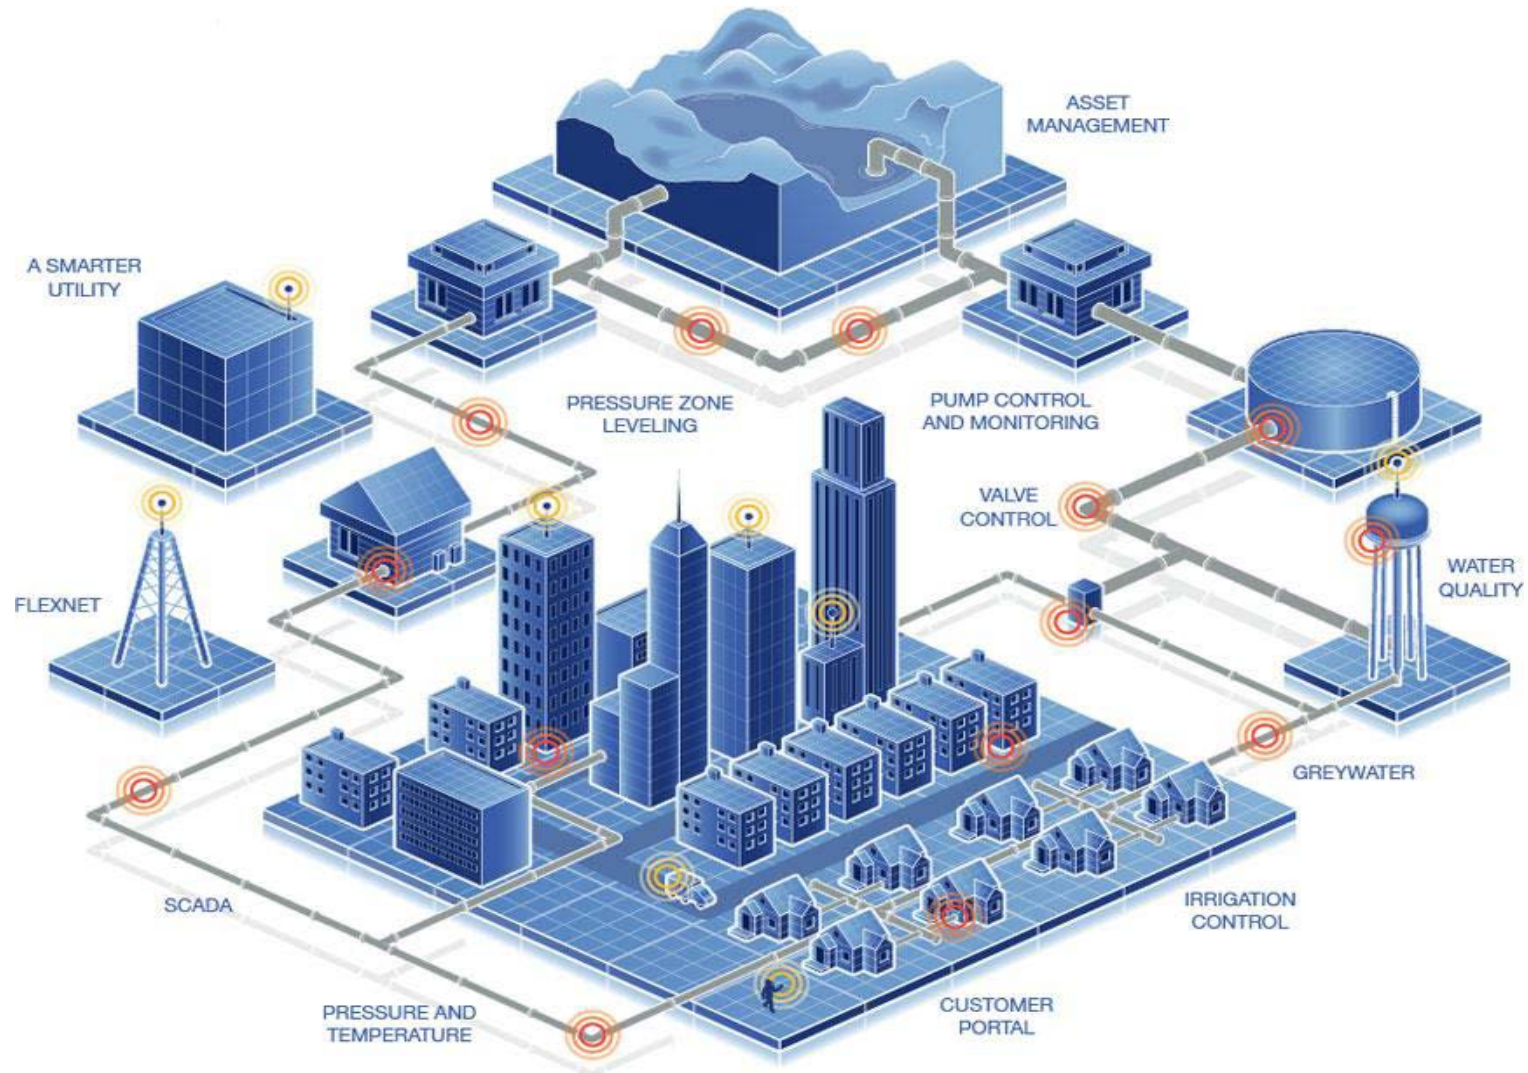 ASSET
MANAGEMENT
A SMARTER
UTILITY
PRESSURE ZONE
LEVELING
PUMP CONTROL
AND MONITORING
VALVE
CONTROL
WATER
QUALITY
FLEXNET
GREYWATER
SCADA
IRRIGATION
CONTROL
PRESSURE AND
TEMPERATURE
CUSTOMER
PORTAL